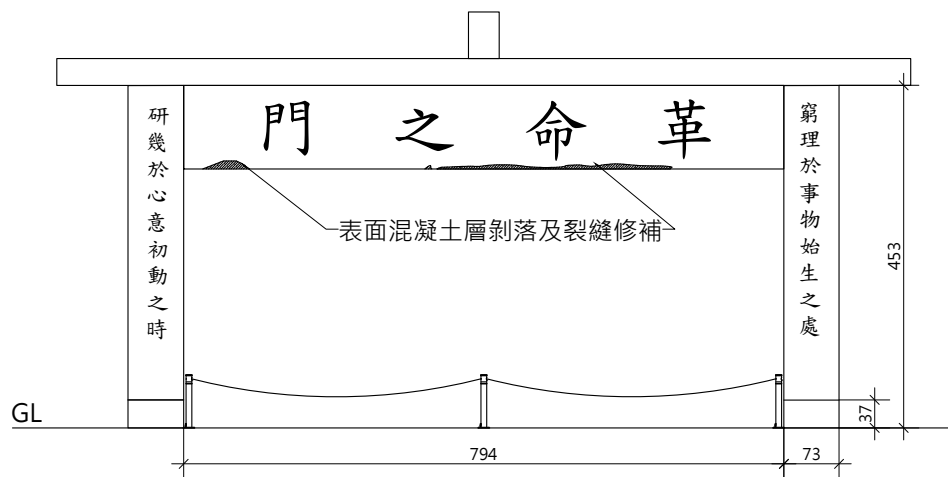 革命之門
窮理於事物始生之處
研幾於心意初動之時
表面混凝土層剝落及裂縫修補
453
37
GL
794
73